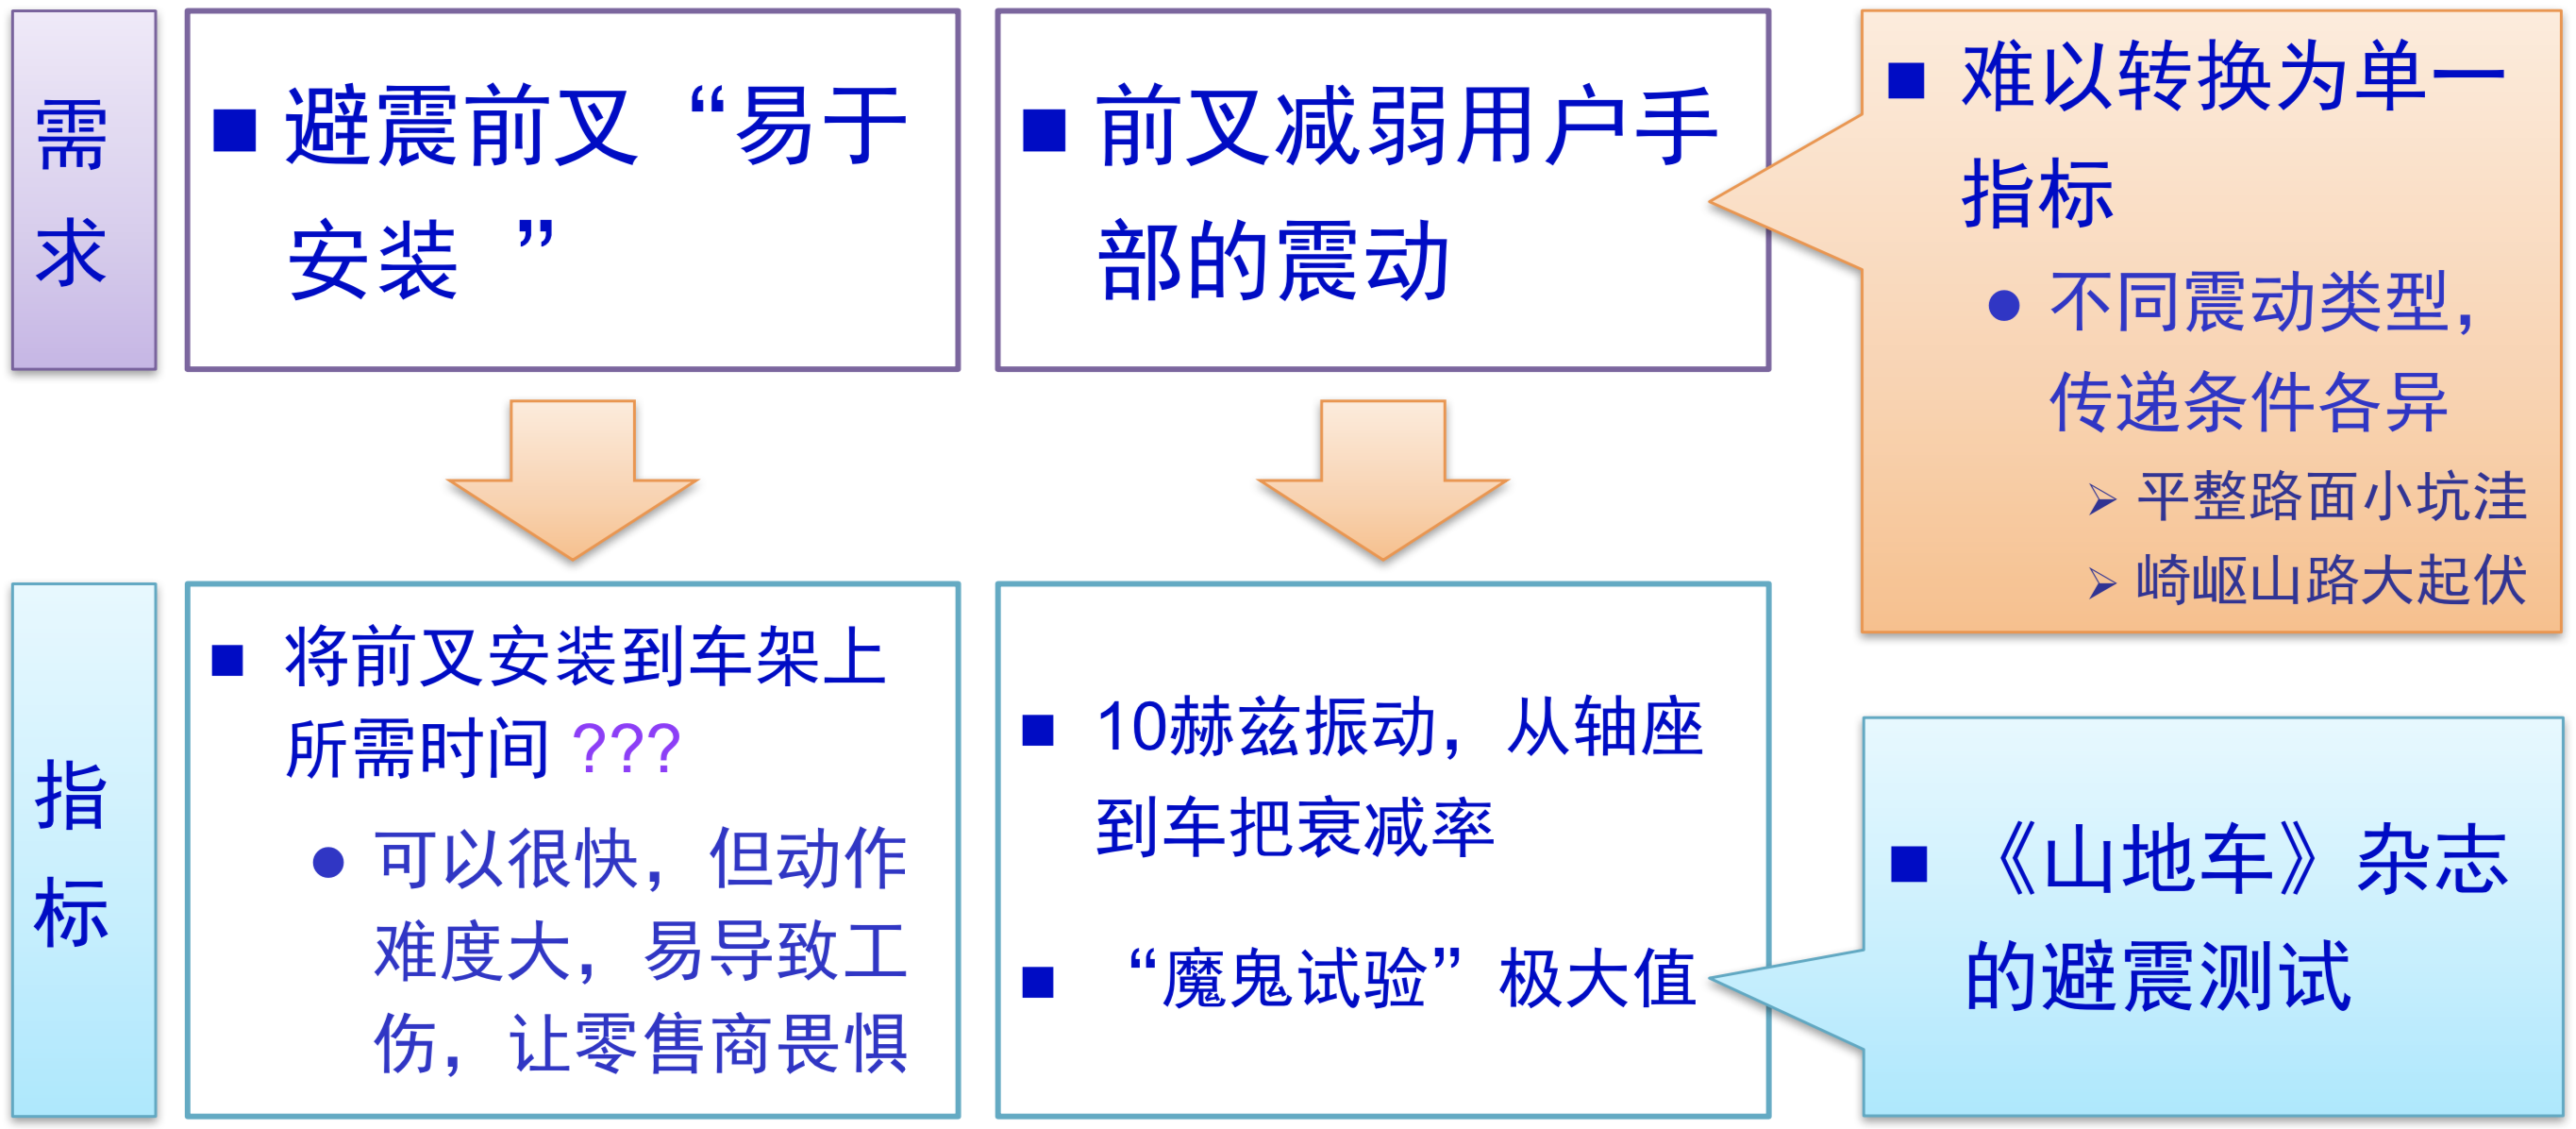 需
求
■ 避震前叉“易于
安装 ”
■ 前叉减弱用户手
部的震动
■ 难以转换为单一
指标
● 不同震动类型，
传递条件各异
➢ 平整路面小坑洼
➢ 崎岖山路大起伏
指
标
■ 将前叉安装到车架上
所需时间 ???
● 可以很快，但动作
难度大，易导致工
伤，让零售商畏惧
■ 10赫兹振动，从轴座
到车把衰减率
■ “魔鬼试验”极大值
■ 《山地车》杂志
的避震测试